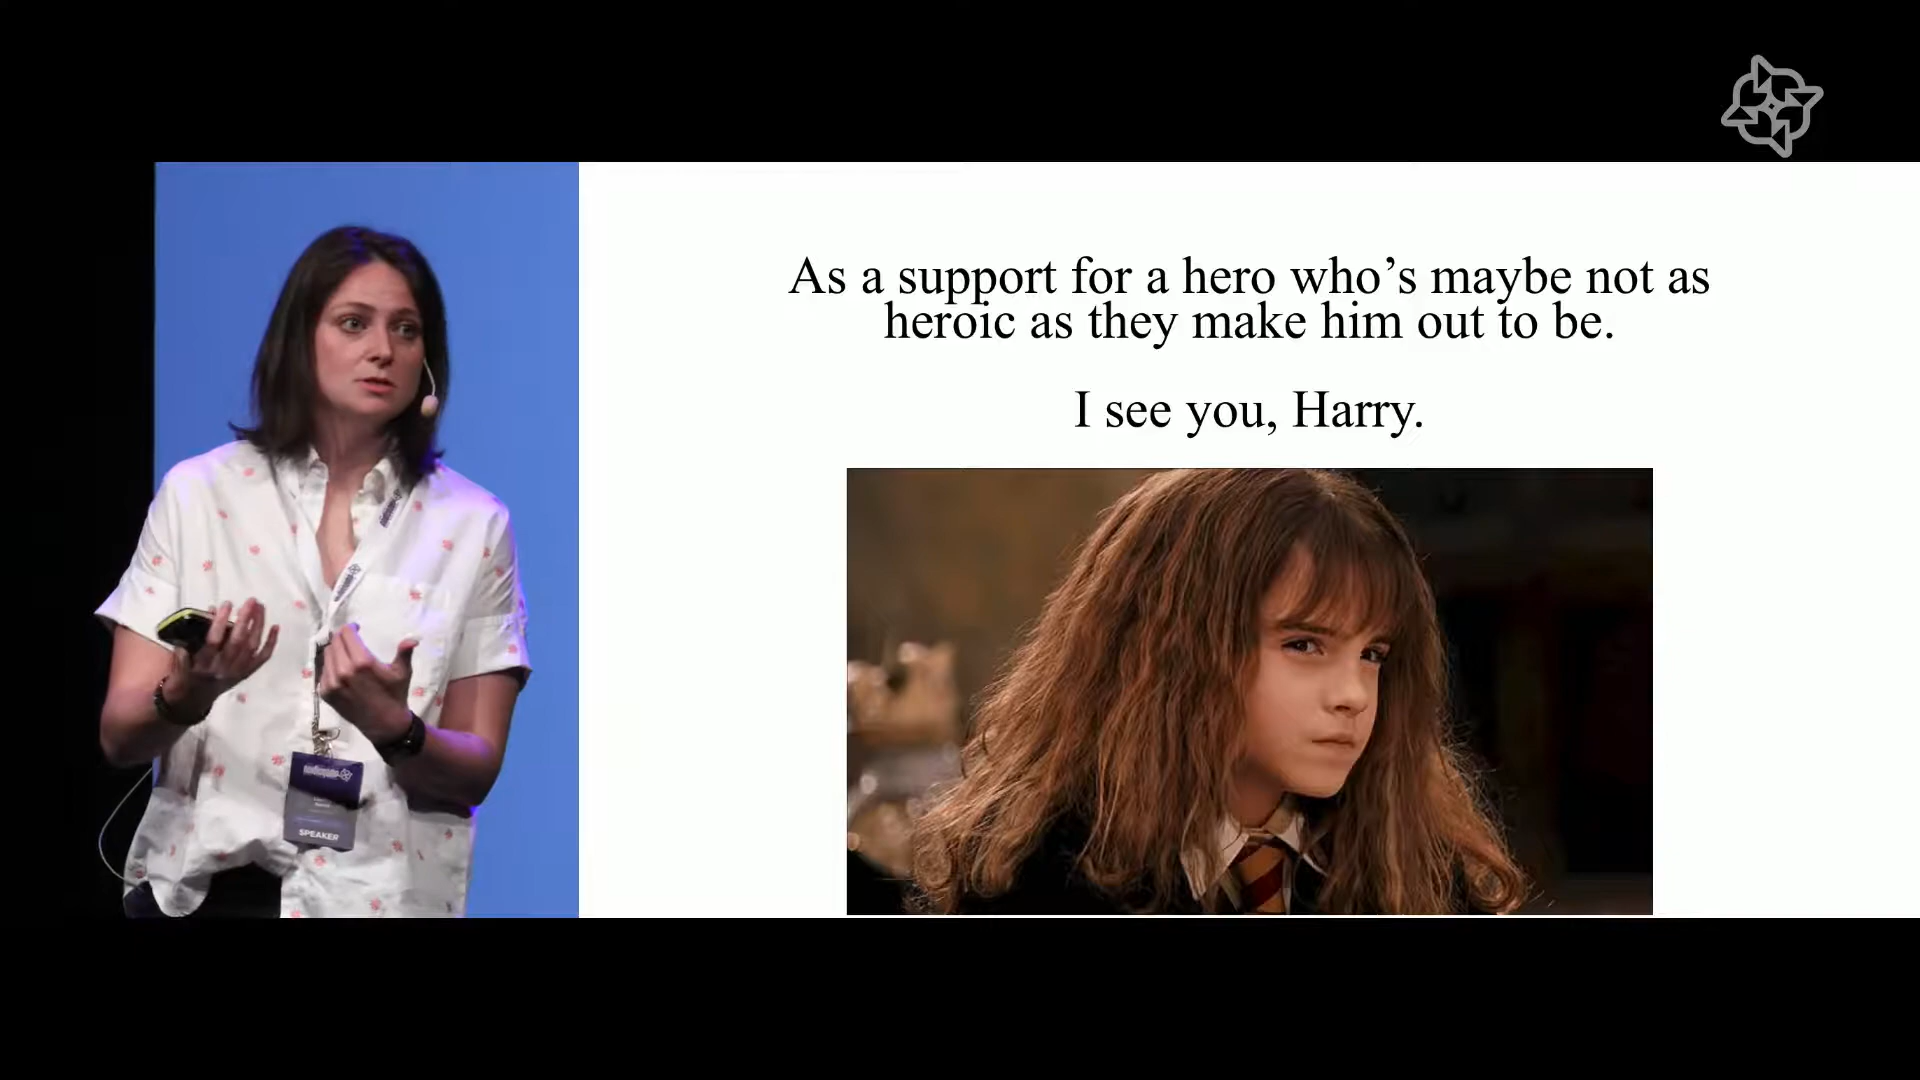 As a support for a hero who’s maybe not as
heroic as they make him out to be.
I see you, Harry.
SPEAKER